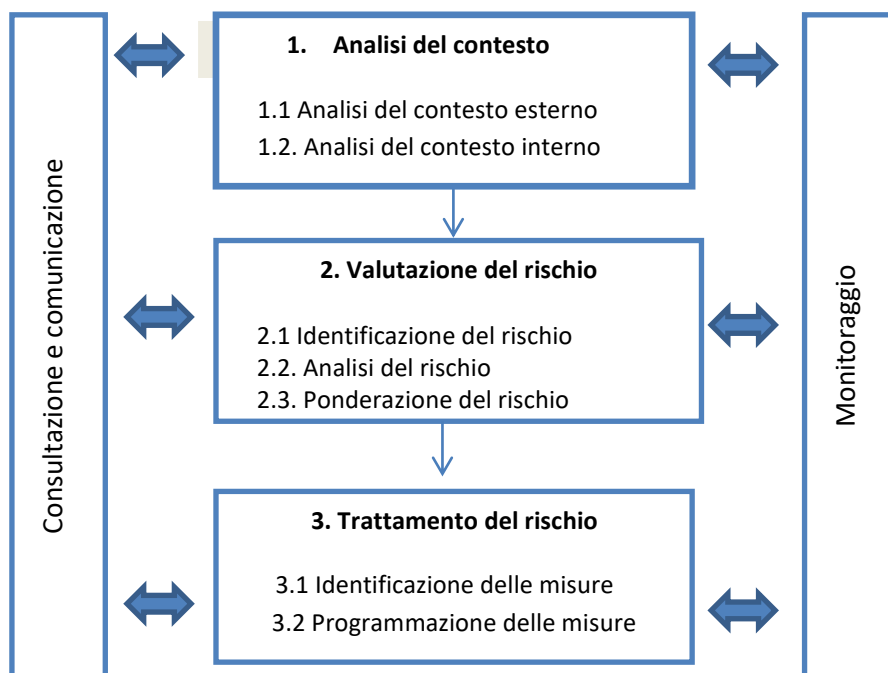 Consultazione e comunicazione
1. Analisi del contesto
1.1 Analisi del contesto esterno
1.2. Analisi del contesto interno
2. Valutazione del rischio
2.1 Identificazione del rischio
2.2. Analisi del rischio
2.3. Ponderazione del rischio
3. Trattamento del rischio
3.1 Identificazione delle misure
3.2 Programmazione delle misure
Monitoraggio